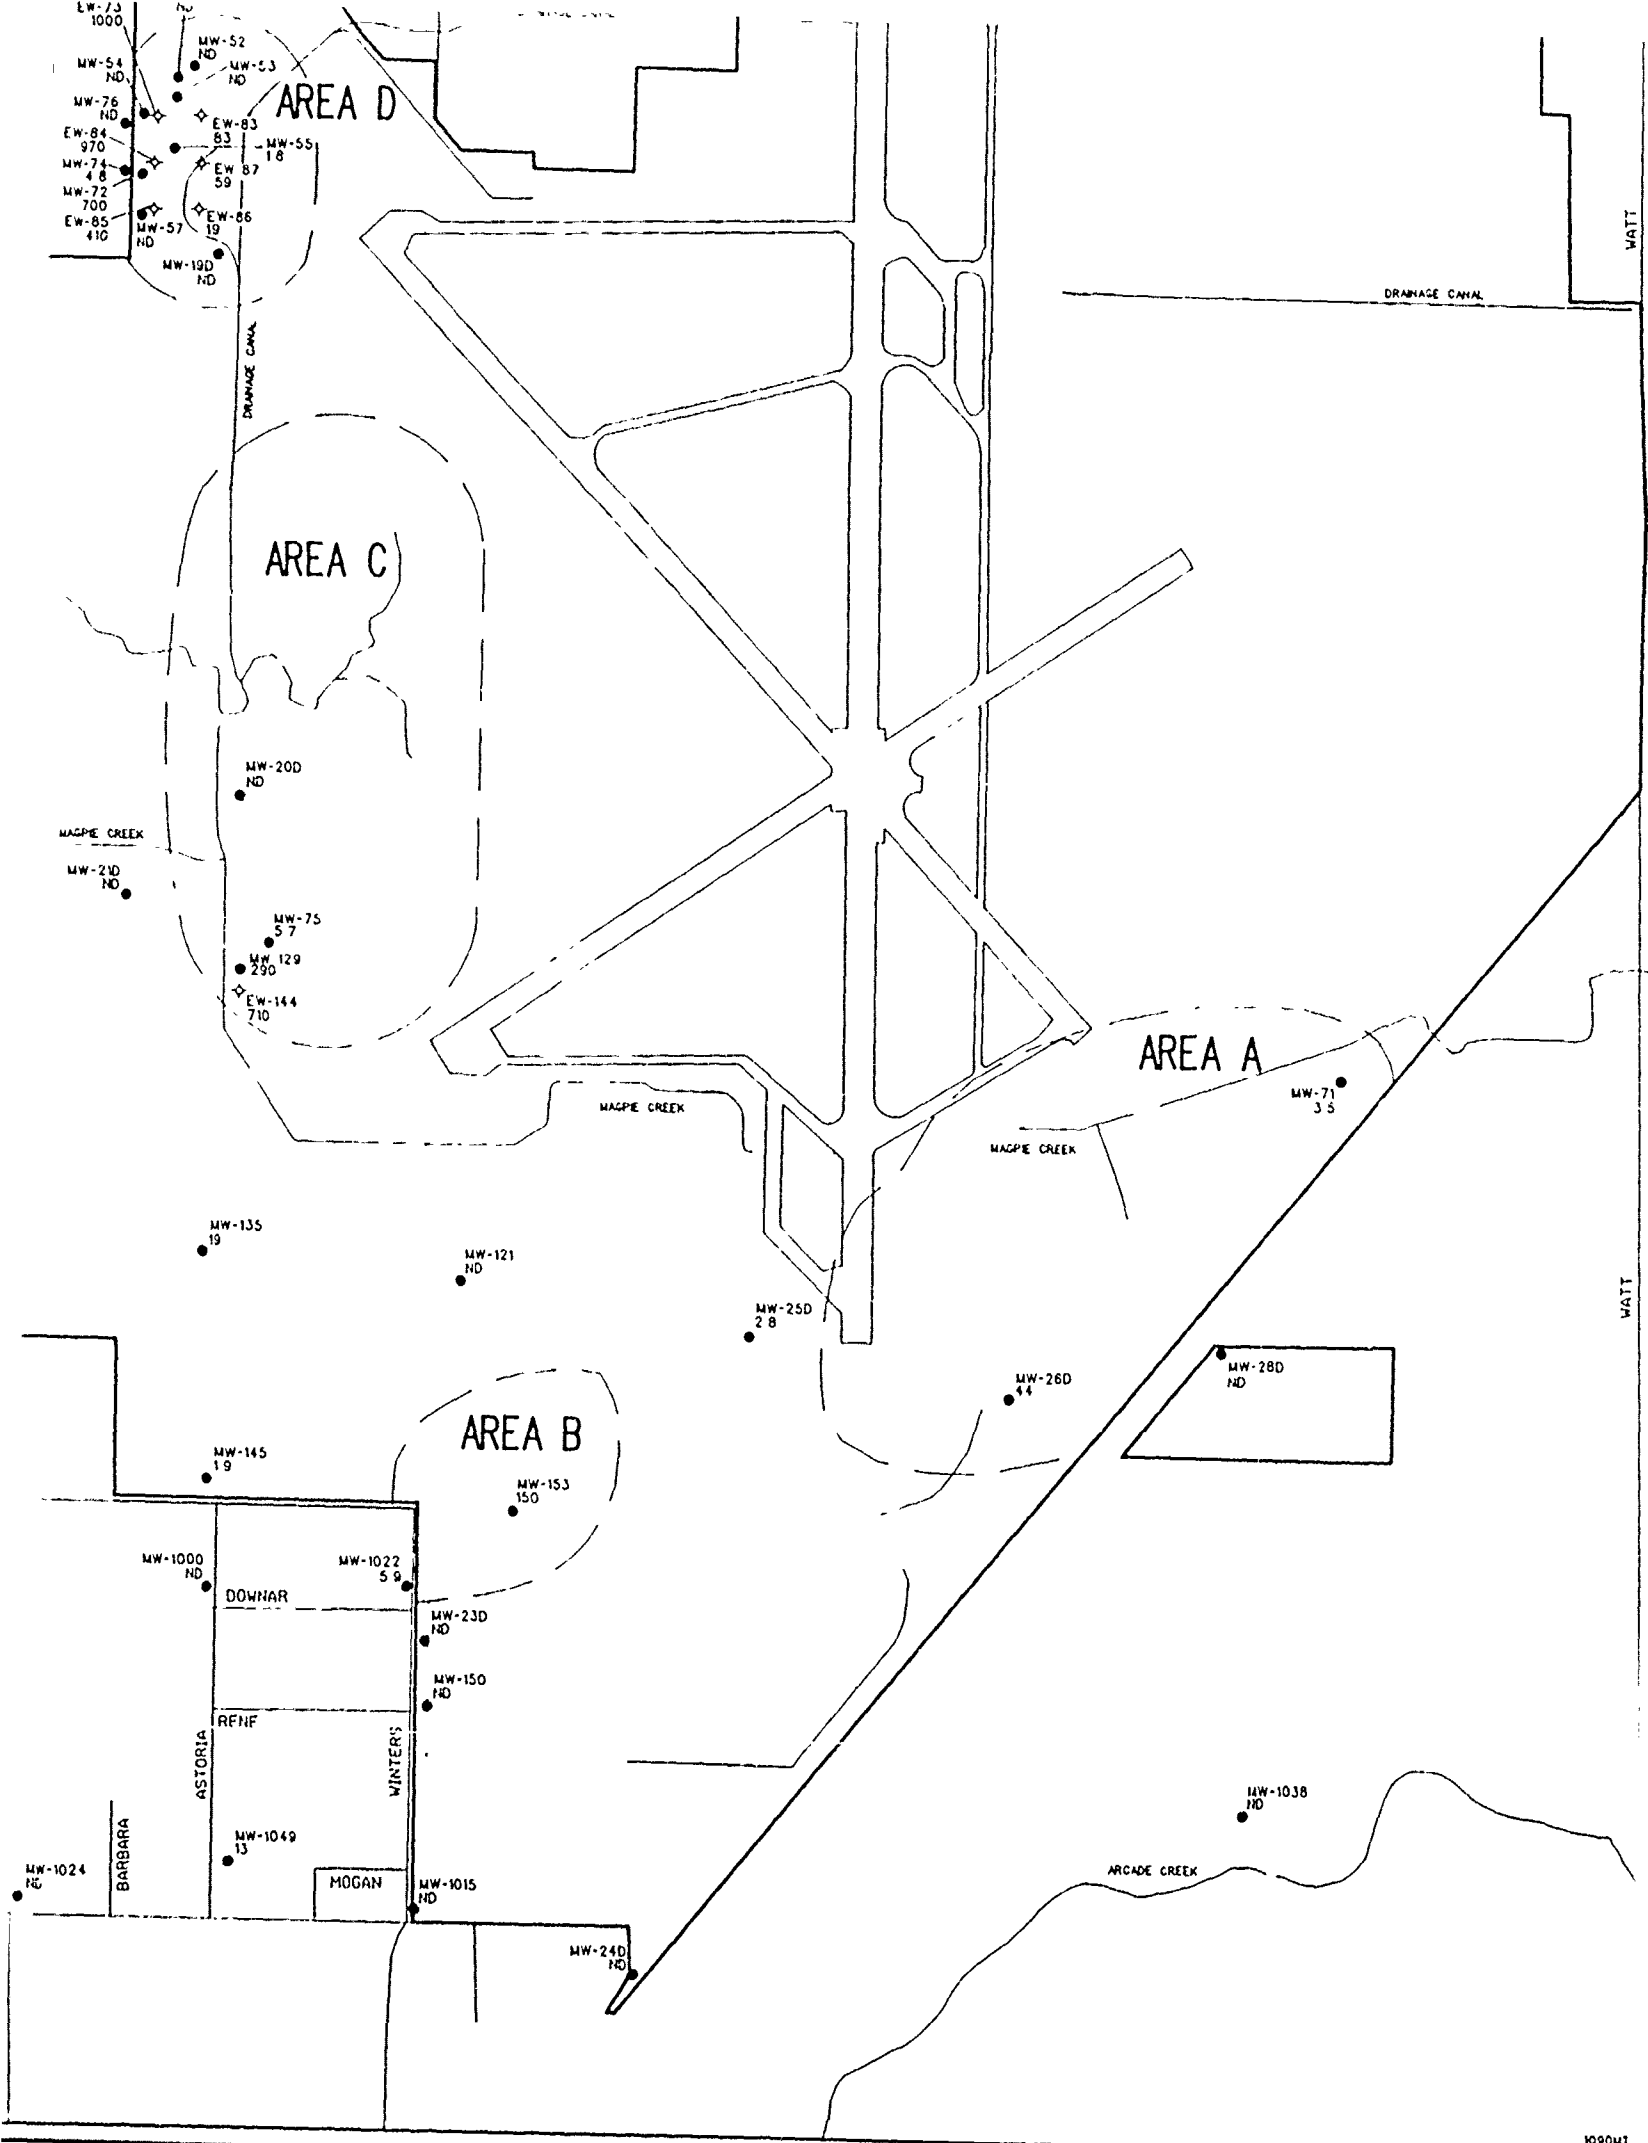 EW-73
1000
ND
MW-52
ND
MW-54
ND
MW-53
ND
AREA D
MW-76
ND
EW-83
83
EW-84
970
MW-55
1 8
MW-74
4 8
EW 87
59
MW-72
700
EW-86
19
EW-85
410
MW-57
ND
MW-19D
ND
WATT
DRAINAGE CANAL
DRAINAGE CANAL
AREA C
MW-20D
ND
MAGPIE CREEK
MW-21D
ND
MW-75
5 7
MW 129
290
EW-144
710
AREA A
MW-71
3 5
MAGPIE CREEK
MAGPIE CREEK
MW-135
19
MW-121
ND
MW-25D
2 8
WATT
MW-28D
ND
MW-26D
44
AREA B
MW-145
1 9
MW-153
150
MW-1000
ND
MW-1022
5 9
DOWNAR
MW-23D
ND
MW-150
ND
RENE
ASTORIA
WINTERS
MW-1038
ND
BARBARA
MW-1049
13
MW-1024
ND
MOGAN
MW-1015
ND
ARCADE CREEK
MW-24D
ND